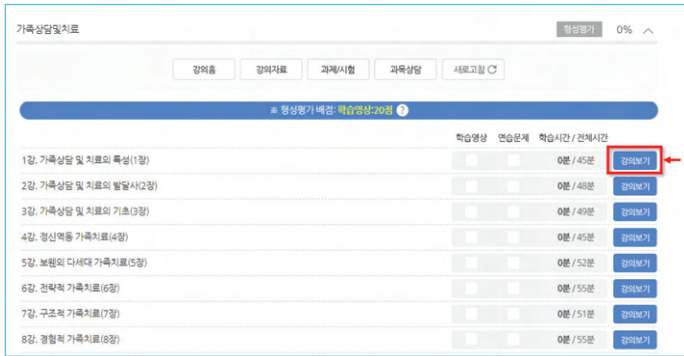 가족상담및치료 형성평가 0%
강의홈 강의자료 과제/시험 과목상담 새로고침
※ 형성평가 배점: 학습영상:20점 ?
학습영상 연습문제 학습시간 / 전체시간
1강. 가족상담 및 치료의 특성(1장) 0분 / 45분 강의보기
2강. 가족상담 및 치료의 발달사(2장) 0분 / 48분 강의보기
3강. 가족상담 및 치료의 기초(3장) 0분 / 49분 강의보기
4강. 정신역동 가족치료(4장) 0분 / 45분 강의보기
5강. 보웬의 다세대 가족치료(5장) 0분 / 52분 강의보기
6강. 전략적 가족치료(6장) 0분 / 55분 강의보기
7강. 구조적 가족치료(7장) 0분 / 51분 강의보기
8강. 경험적 가족치료(8장) 0분 / 55분 강의보기